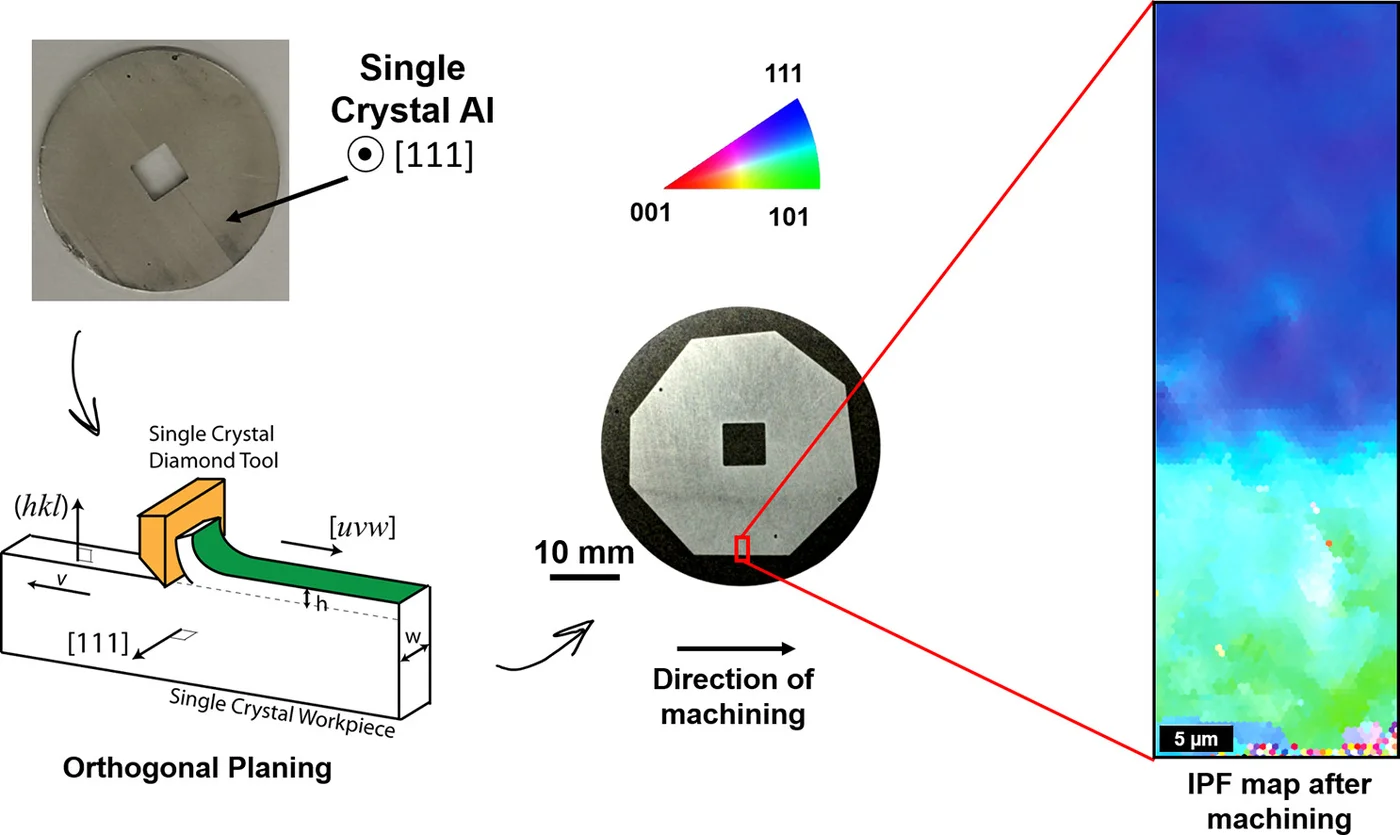 Single
Crystal Al
[111]
111
001
101
Single Crystal
Diamond Tool
(hkl)
[uvw]
v
h
[111]
w
Single Crystal Workpiece
Orthogonal Planing
10 mm
Direction of
machining
5 µm
IPF map after
machining